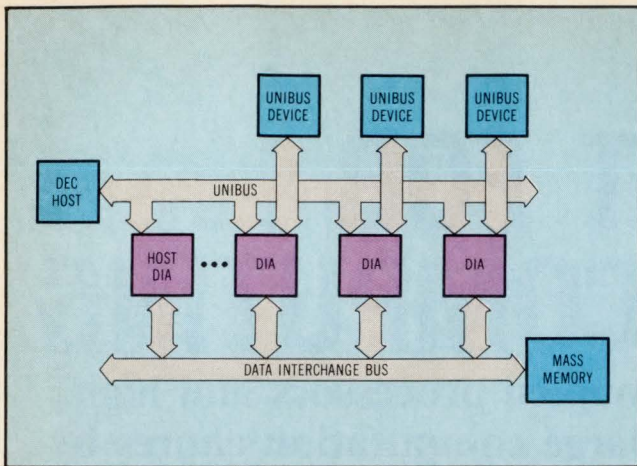 UNIBUS
DEVICE
UNIBUS
DEVICE
UNIBUS
DEVICE
DEC
HOST
UNIBUS
HOST
DIA
•••
DIA
DIA
DIA
DATA INTERCHANGE BUS
MASS
MEMORY